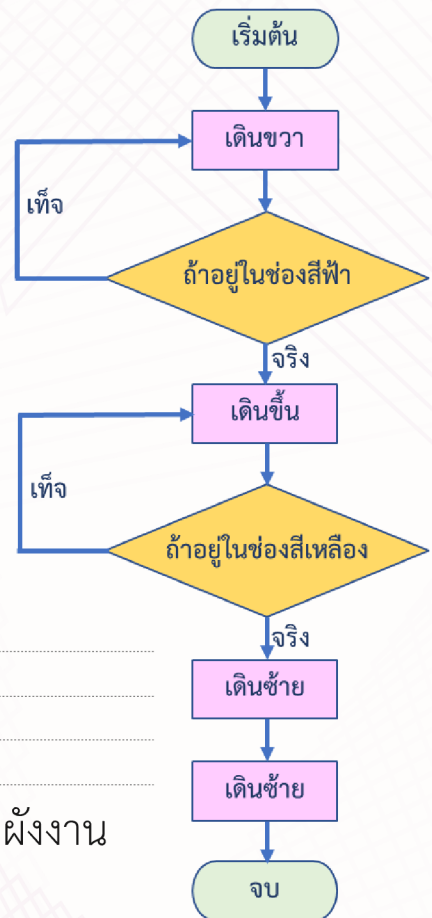 เริ่มต้น
เดินขวา
เท็จ
ถ้าอยู่ในช่องสีฟ้า
จริง
เดินขึ้น
เท็จ
ถ้าอยู่ในช่องสีเหลือง
จริง
เดินซ้าย
เดินซ้าย
ผังงาน
จบ